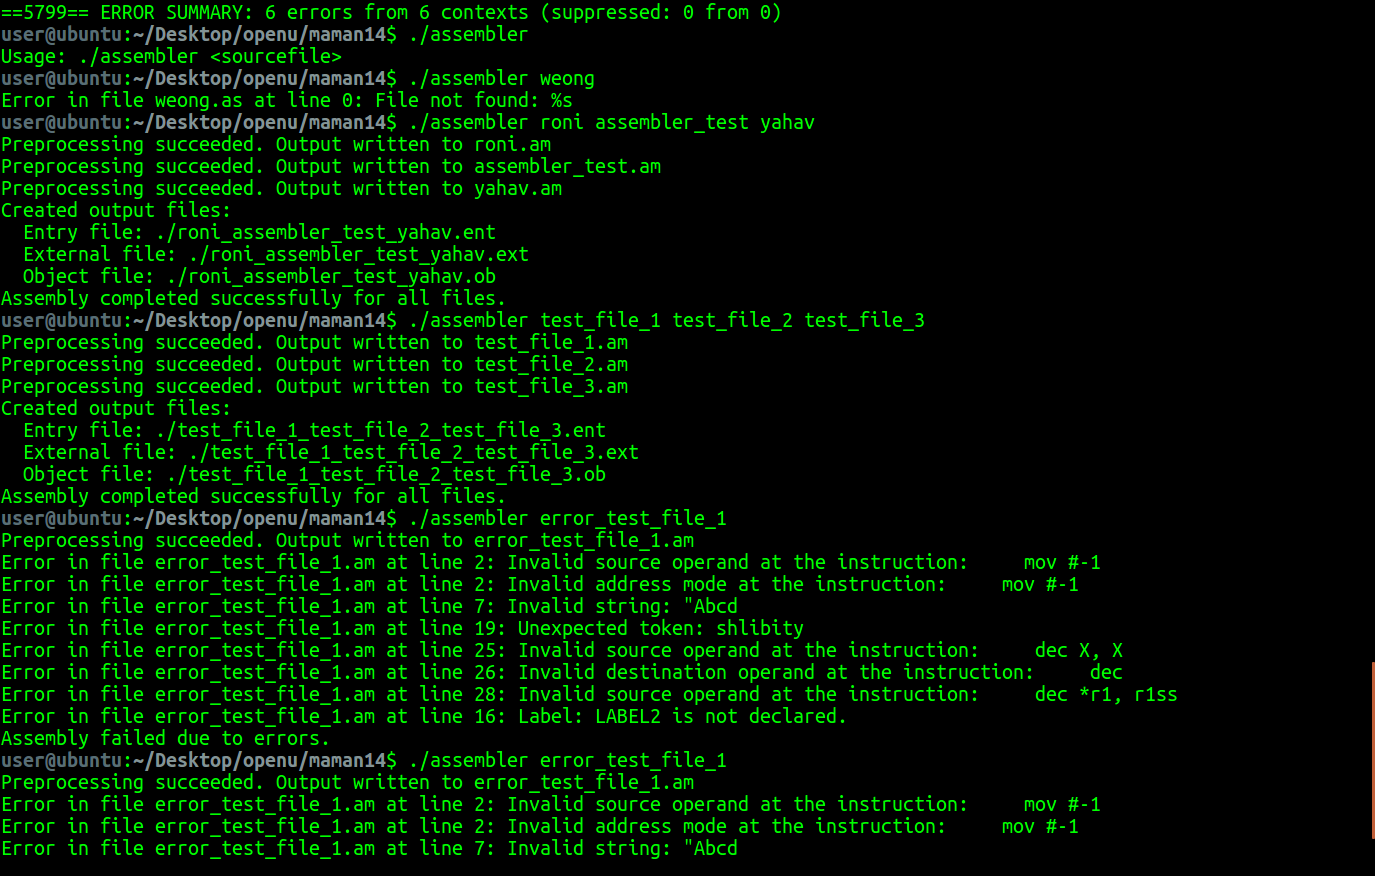 ==5799== ERROR SUMMARY: 6 errors from 6 contexts (suppressed: 0 from 0)
user@ubuntu:~/Desktop/openu/maman14$ ./assembler
Usage: ./assembler <sourcefile>
user@ubuntu:~/Desktop/openu/maman14$ ./assembler weong
Error in file weong.as at line 0: File not found: %s
user@ubuntu:~/Desktop/openu/maman14$ ./assembler roni assembler_test yahav
Preprocessing succeeded. Output written to roni.am
Preprocessing succeeded. Output written to assembler_test.am
Preprocessing succeeded. Output written to yahav.am
Created output files:
  Entry file: ./roni_assembler_test_yahav.ent
  External file: ./roni_assembler_test_yahav.ext
  Object file: ./roni_assembler_test_yahav.ob
Assembly completed successfully for all files.
user@ubuntu:~/Desktop/openu/maman14$ ./assembler test_file_1 test_file_2 test_file_3
Preprocessing succeeded. Output written to test_file_1.am
Preprocessing succeeded. Output written to test_file_2.am
Preprocessing succeeded. Output written to test_file_3.am
Created output files:
  Entry file: ./test_file_1_test_file_2_test_file_3.ent
  External file: ./test_file_1_test_file_2_test_file_3.ext
  Object file: ./test_file_1_test_file_2_test_file_3.ob
Assembly completed successfully for all files.
user@ubuntu:~/Desktop/openu/maman14$ ./assembler error_test_file_1
Preprocessing succeeded. Output written to error_test_file_1.am
Error in file error_test_file_1.am at line 2: Invalid source operand at the instruction:     mov #-1
Error in file error_test_file_1.am at line 2: Invalid address mode at the instruction:     mov #-1
Error in file error_test_file_1.am at line 7: Invalid string: "Abcd
Error in file error_test_file_1.am at line 19: Unexpected token: shlibity
Error in file error_test_file_1.am at line 25: Invalid source operand at the instruction:     dec X, X
Error in file error_test_file_1.am at line 26: Invalid destination operand at the instruction:     dec
Error in file error_test_file_1.am at line 28: Invalid source operand at the instruction:     dec *r1, r1ss
Error in file error_test_file_1.am at line 16: Label: LABEL2 is not declared.
Assembly failed due to errors.
user@ubuntu:~/Desktop/openu/maman14$ ./assembler error_test_file_1
Preprocessing succeeded. Output written to error_test_file_1.am
Error in file error_test_file_1.am at line 2: Invalid source operand at the instruction:     mov #-1
Error in file error_test_file_1.am at line 2: Invalid address mode at the instruction:     mov #-1
Error in file error_test_file_1.am at line 7: Invalid string: "Abcd